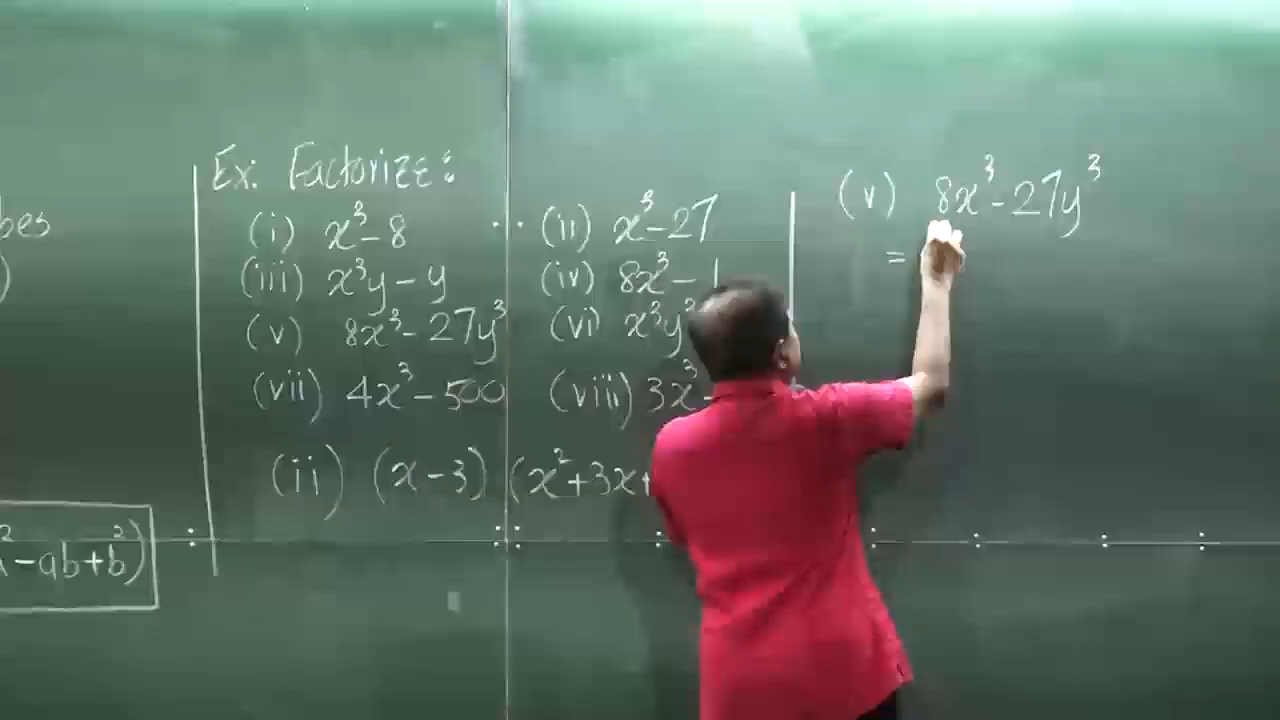 bes
)
²-ab+b²)
Ex: Factorize:
(i) x³-8 (ii) x³-27
(iii) x³y-y (iv) 8x³-1
(v) 8x³-27y³ (vi) x³y³
(vii) 4x³-500 (viii) 3x³-
(ii) (x-3) (x²+3x+
(v) 8x³-27y³
=